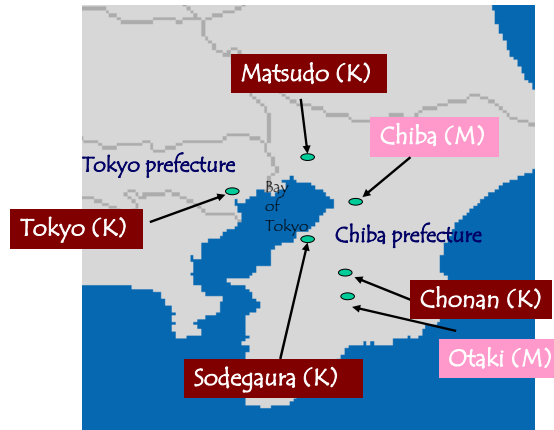 Matsudo (K)
Chiba (M)
Tokyo prefecture
Bay
of
Tokyo
Tokyo (K)
Chiba prefecture
Chonan (K)
Otaki (M)
Sodegaura (K)